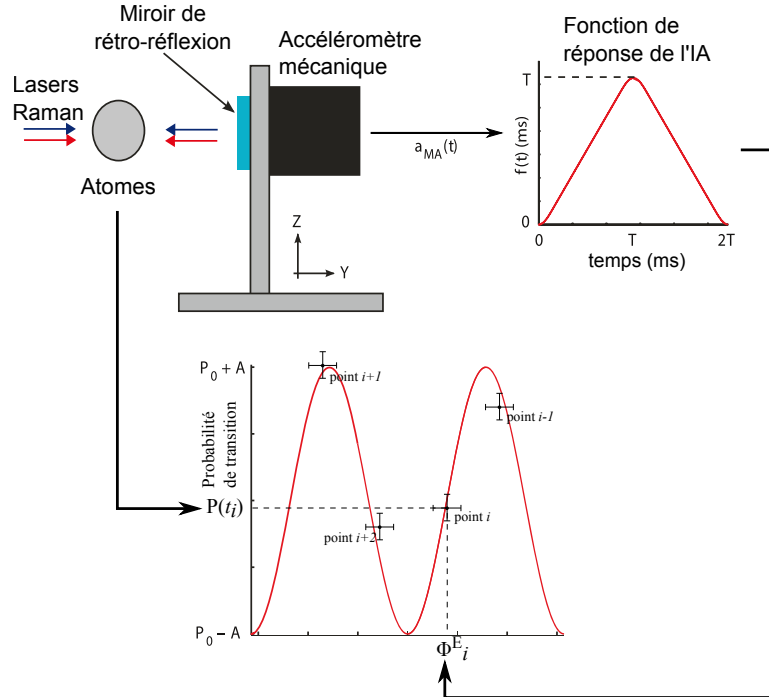 Miroir de
rétro-réflexion
Accéléromètre
mécanique
Fonction de
réponse de l'IA
Lasers
Raman
Atomes
Z
Y
a_MA(t)
f(t) (ms)
T
0
0
T
2T
temps (ms)
P_0 + A
Probabilité
de transition
P(t_i)
P_0 – A
point i+1
point i-1
point i
point i+2
Φ^E_i